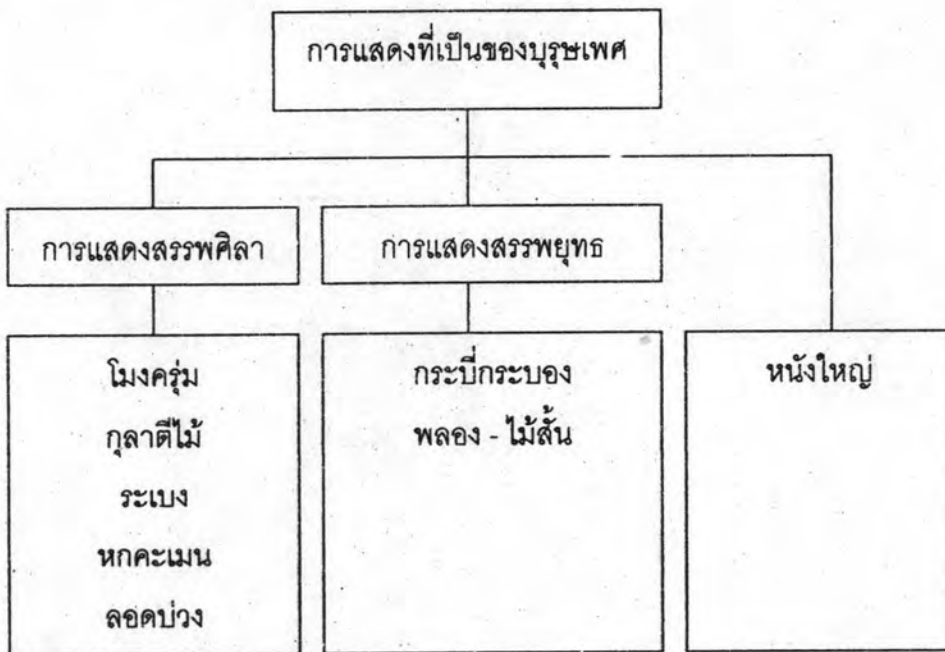 การแสดงที่เป็นของบุรุษเพศ
การแสดงสรรพศิลา
การแสดงสรรพยุทธ
โมงครุ่ม
กุลาตีไม้
ระเบง
หกคะเมน
ลอดบ่วง
กระบี่กระบอง
พลอง - ไม้สั้น
หนังใหญ่